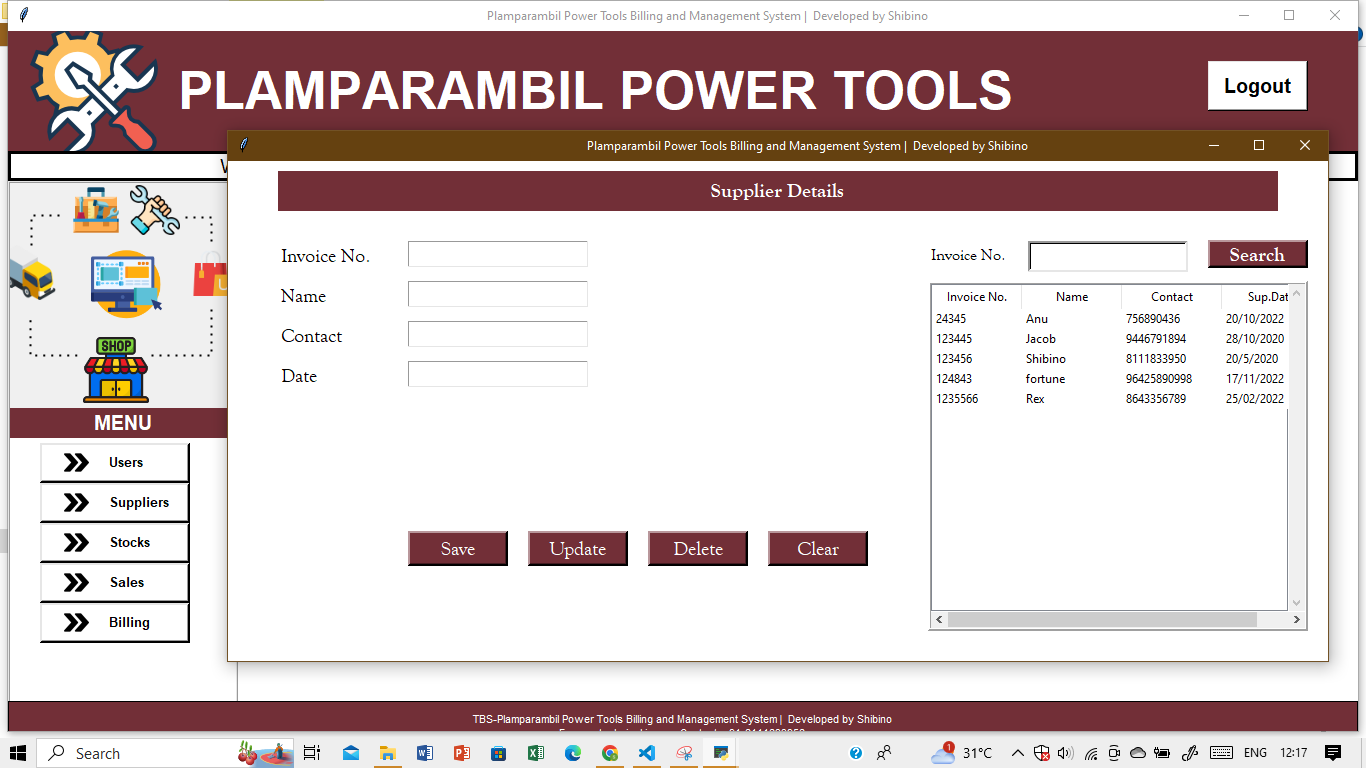 Plamparambil Power Tools Billing and Management System | Developed by Shibino
PLAMPARAMBIL POWER TOOLS
Logout
Plamparambil Power Tools Billing and Management System | Developed by Shibino
Supplier Details
Invoice No.
Name
Contact
Date
Invoice No. Search
Invoice No. Name Contact Sup.Dat
24345 Anu 756890436 20/10/2022
123445 Jacob 9446791894 28/10/2020
123456 Shibino 8111833950 20/5/2020
124843 fortune 96425890998 17/11/2022
1235566 Rex 8643356789 25/02/2022
Save Update Delete Clear
SHOP
MENU
Users
Suppliers
Stocks
Sales
Billing
TBS-Plamparambil Power Tools Billing and Management System | Developed by Shibino
Search
1 31°C ENG 12:17